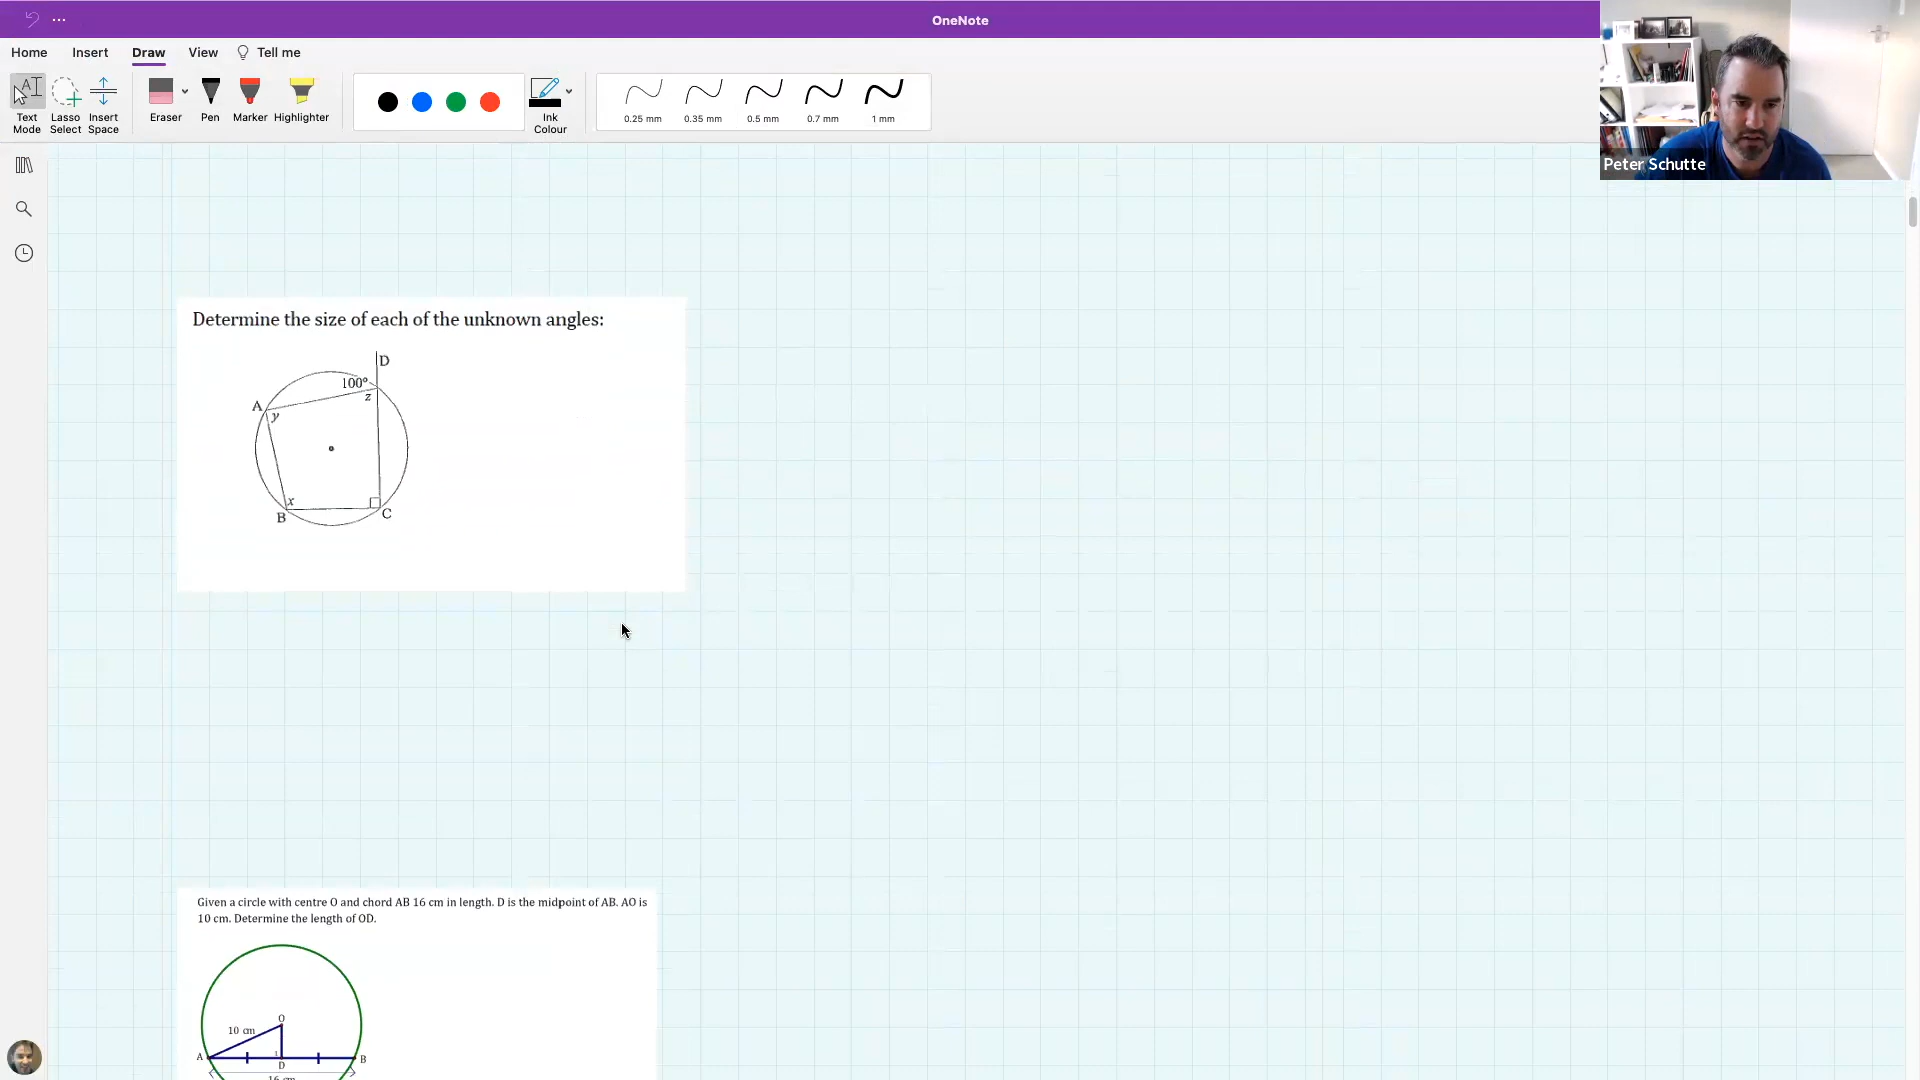 OneNote
Home Insert Draw View Tell me
Text Mode
Lasso Select
Insert Space
Eraser
Pen
Marker
Highlighter
Ink Colour
0.25 mm
0.35 mm
0.5 mm
0.7 mm
1 mm
Peter Schutte
Determine the size of each of the unknown angles:
D
100°
z
A
y
x
B
C
Given a circle with centre O and chord AB 16 cm in length. D is the midpoint of AB. AO is
10 cm. Determine the length of OD.
O
10 cm
A
1
D
B
16 cm